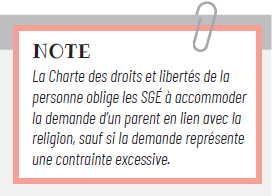 NOTE
La Charte des droits et libertés de la
personne oblige les SGÉ à accommoder
la demande d’un parent en lien avec la
religion, sauf si la demande représente
une contrainte excessive.